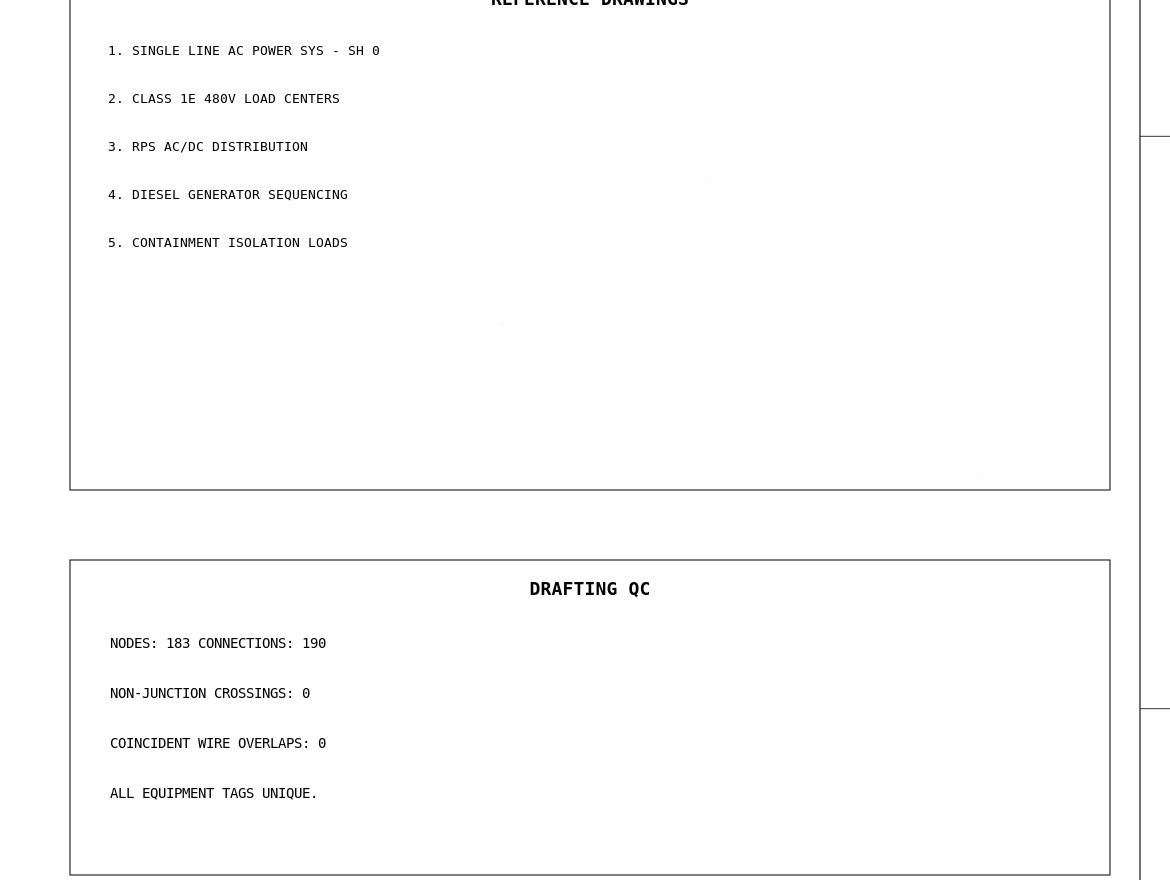 REFERENCE DRAWINGS
1. SINGLE LINE AC POWER SYS - SH 0
2. CLASS 1E 480V LOAD CENTERS
3. RPS AC/DC DISTRIBUTION
4. DIESEL GENERATOR SEQUENCING
5. CONTAINMENT ISOLATION LOADS
DRAFTING QC
NODES: 183 CONNECTIONS: 190
NON-JUNCTION CROSSINGS: 0
COINCIDENT WIRE OVERLAPS: 0
ALL EQUIPMENT TAGS UNIQUE.